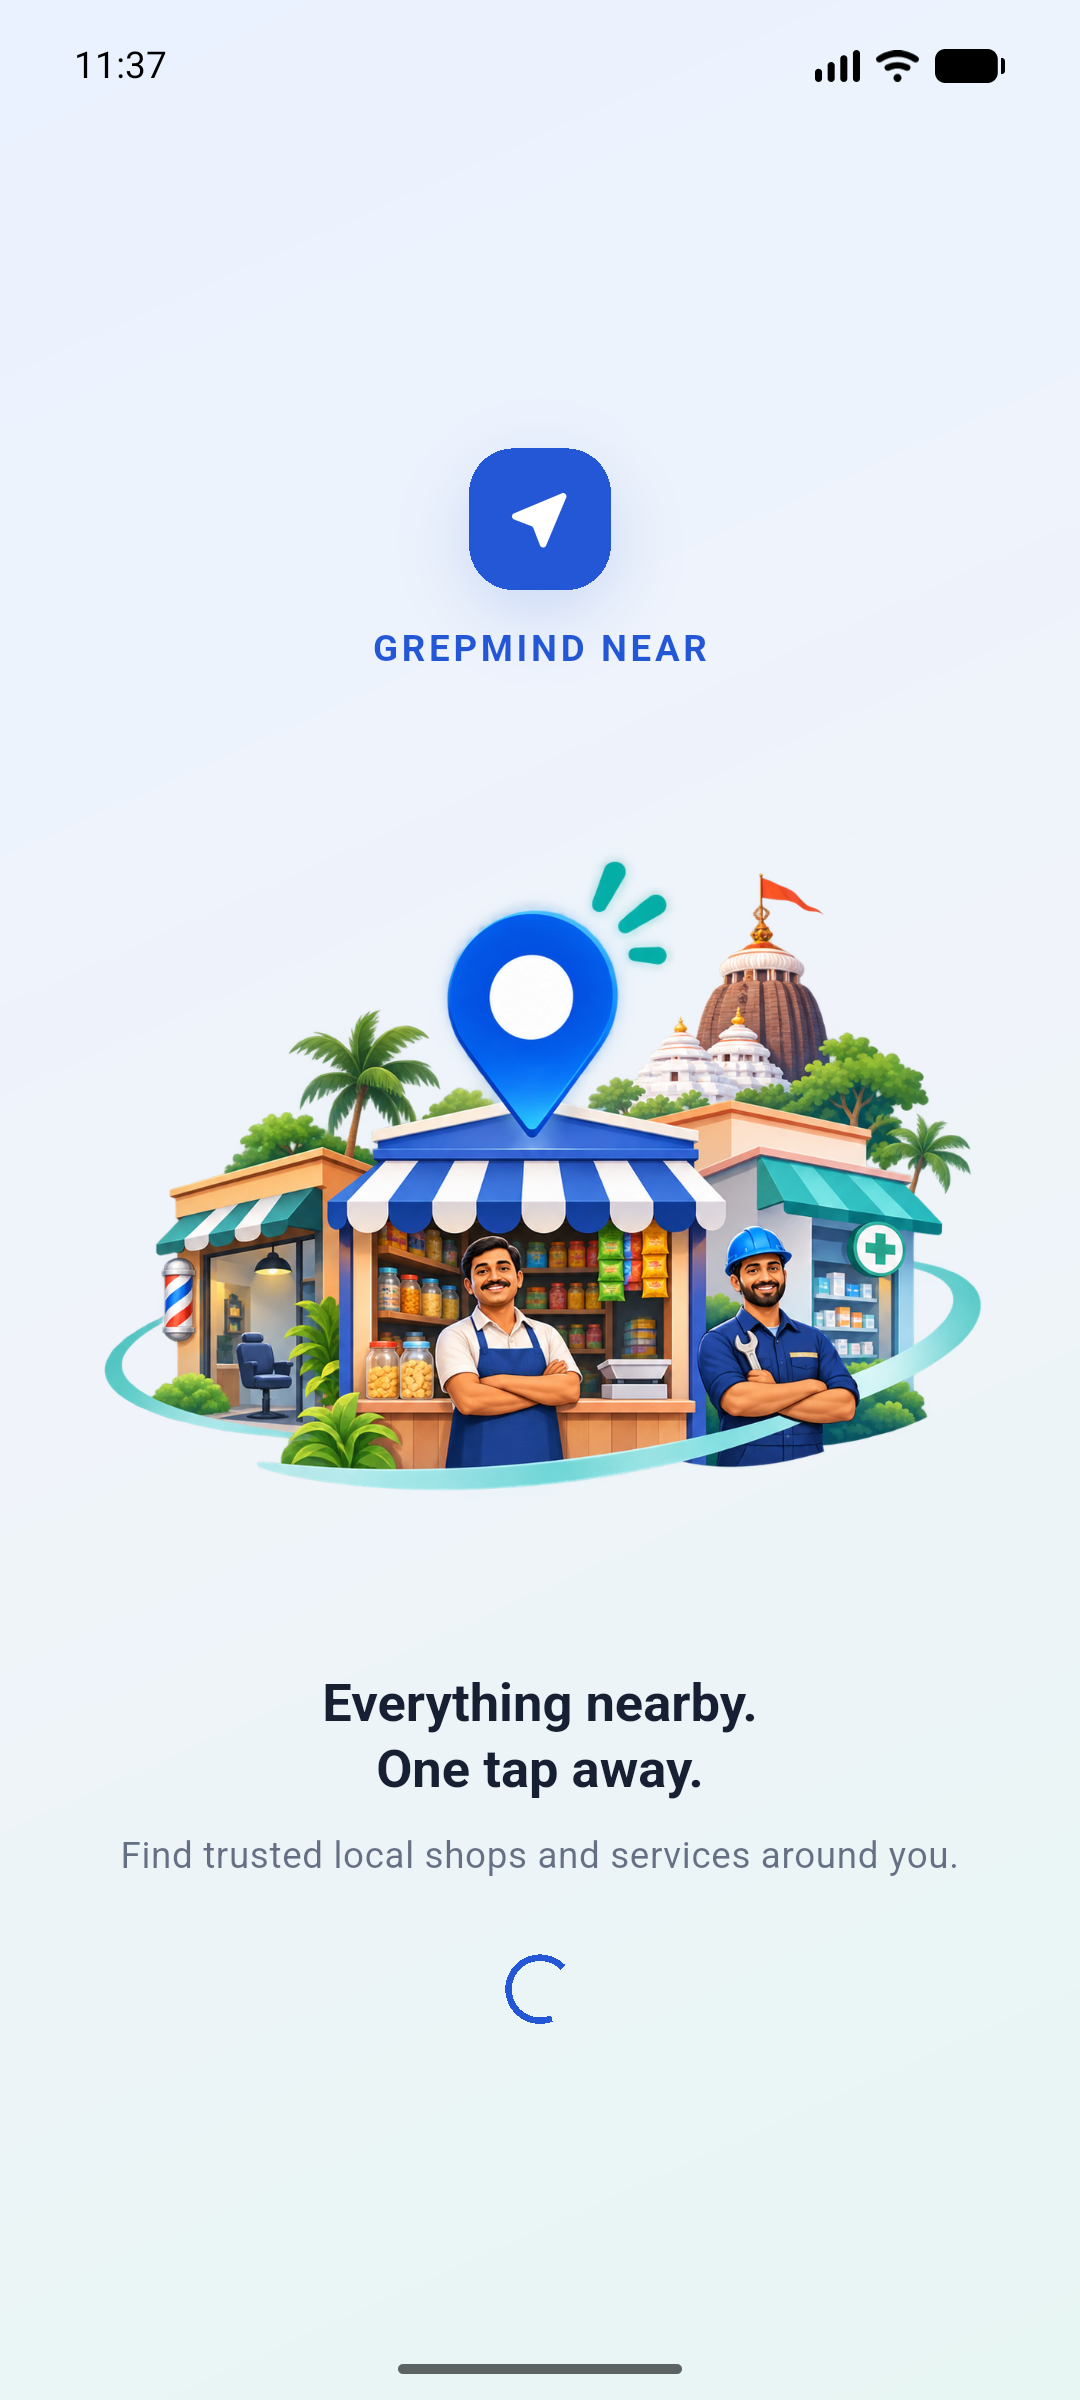 11:37
GREPMIND NEAR
Everything nearby.
One tap away.
Find trusted local shops and services around you.